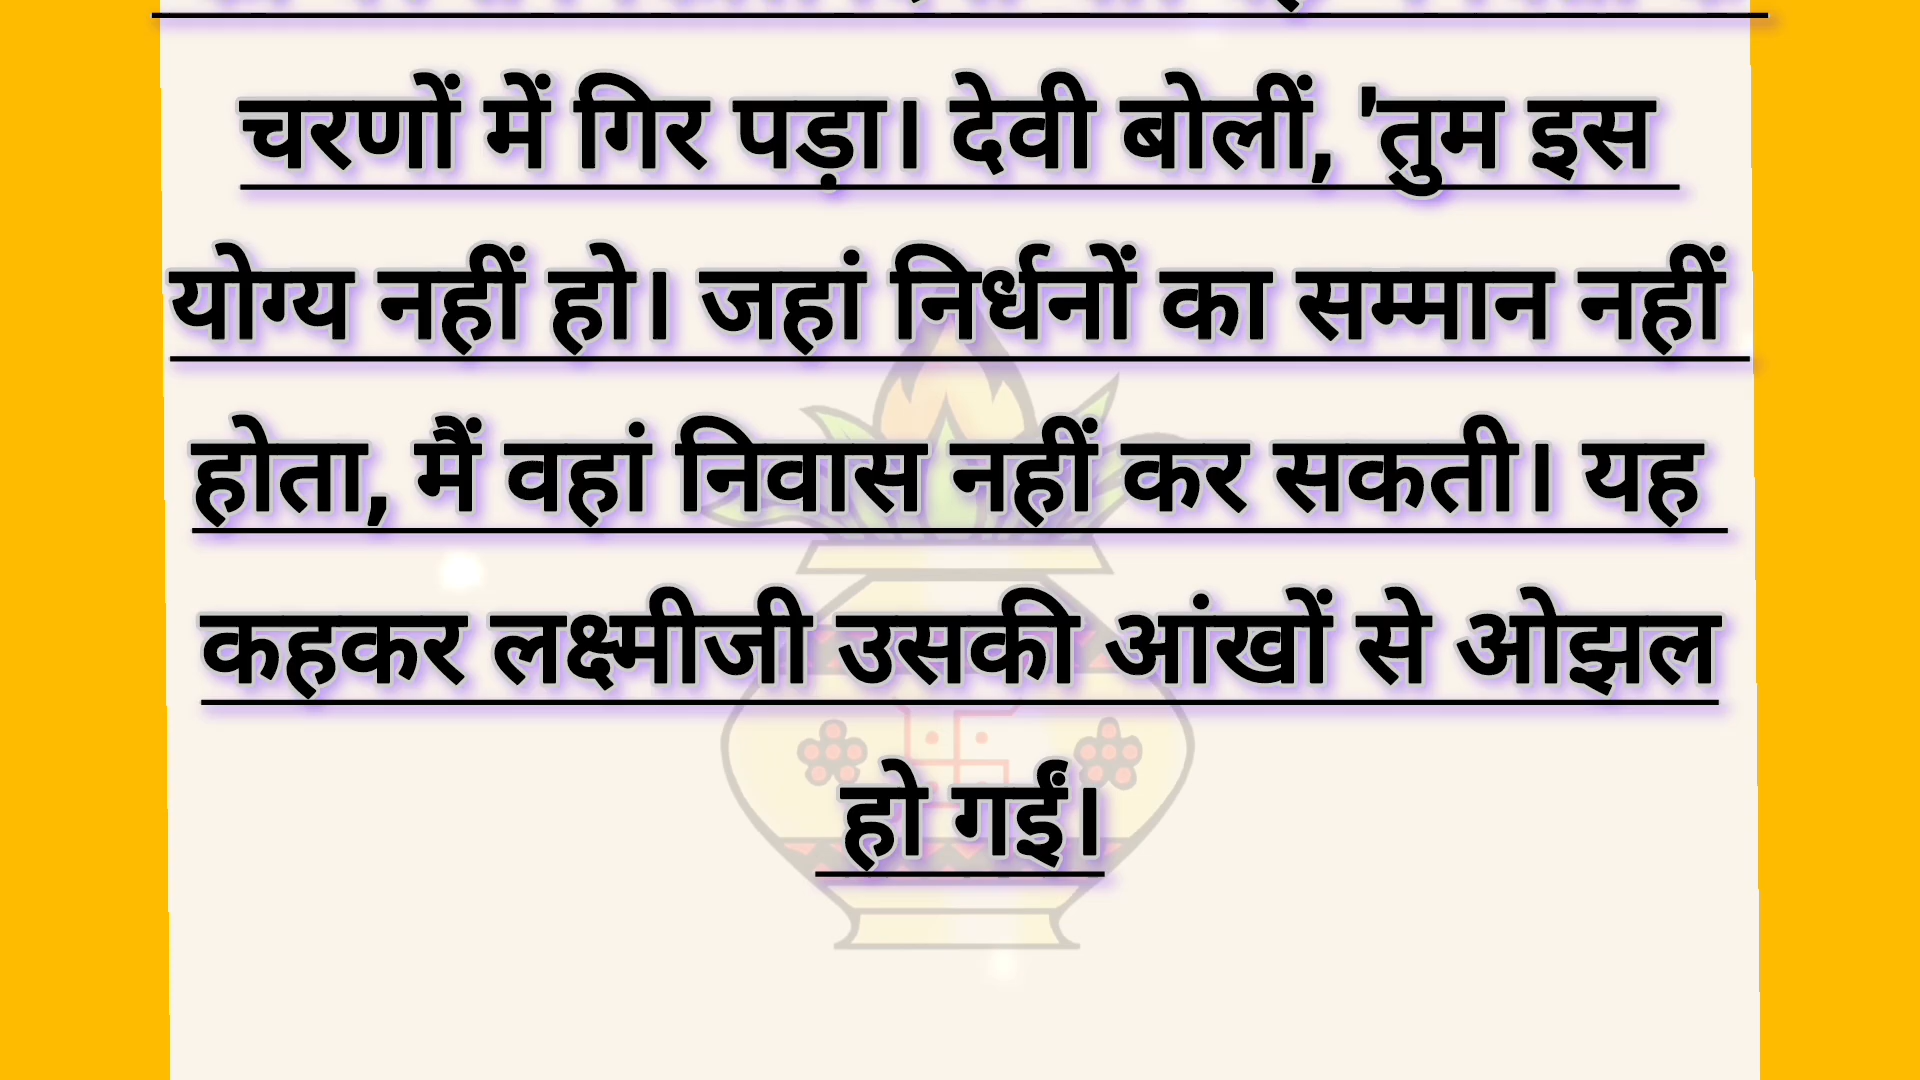 चरणों में गिर पड़ा। देवी बोलीं, 'तुम इस
योग्य नहीं हो। जहां निर्धनों का सम्मान नहीं
होता, मैं वहां निवास नहीं कर सकती। यह
कहकर लक्ष्मीजी उसकी आंखों से ओझल
हो गईं।